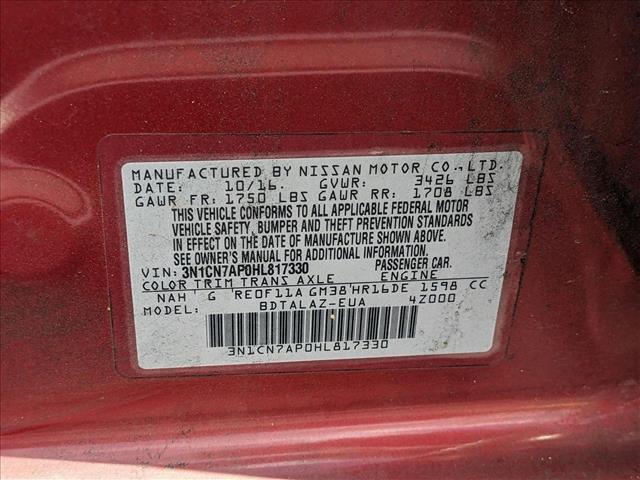 MANUFACTURED BY NISSAN MOTOR CO., LTD.
DATE: 10/16. GVWR: 3426 LBS
GAWR FR: 1750 LBS GAWR RR: 1708 LBS
THIS VEHICLE CONFORMS TO ALL APPLICABLE FEDERAL MOTOR
VEHICLE SAFETY, BUMPER AND THEFT PREVENTION STANDARDS
IN EFFECT ON THE DATE OF MANUFACTURE SHOWN ABOVE.
SEE OWNER'S MANUAL FOR ADDITIONAL INFORMATION.
VIN: 3N1CN7AP0HL817330 PASSENGER CAR.
COLOR TRIM TRANS AXLE ENGINE
NAH G RE0F11A GM38 HR16DE 1598 CC
MODEL: BDTALAZ-EUA 4Z000
3N1CN7AP0HL817330